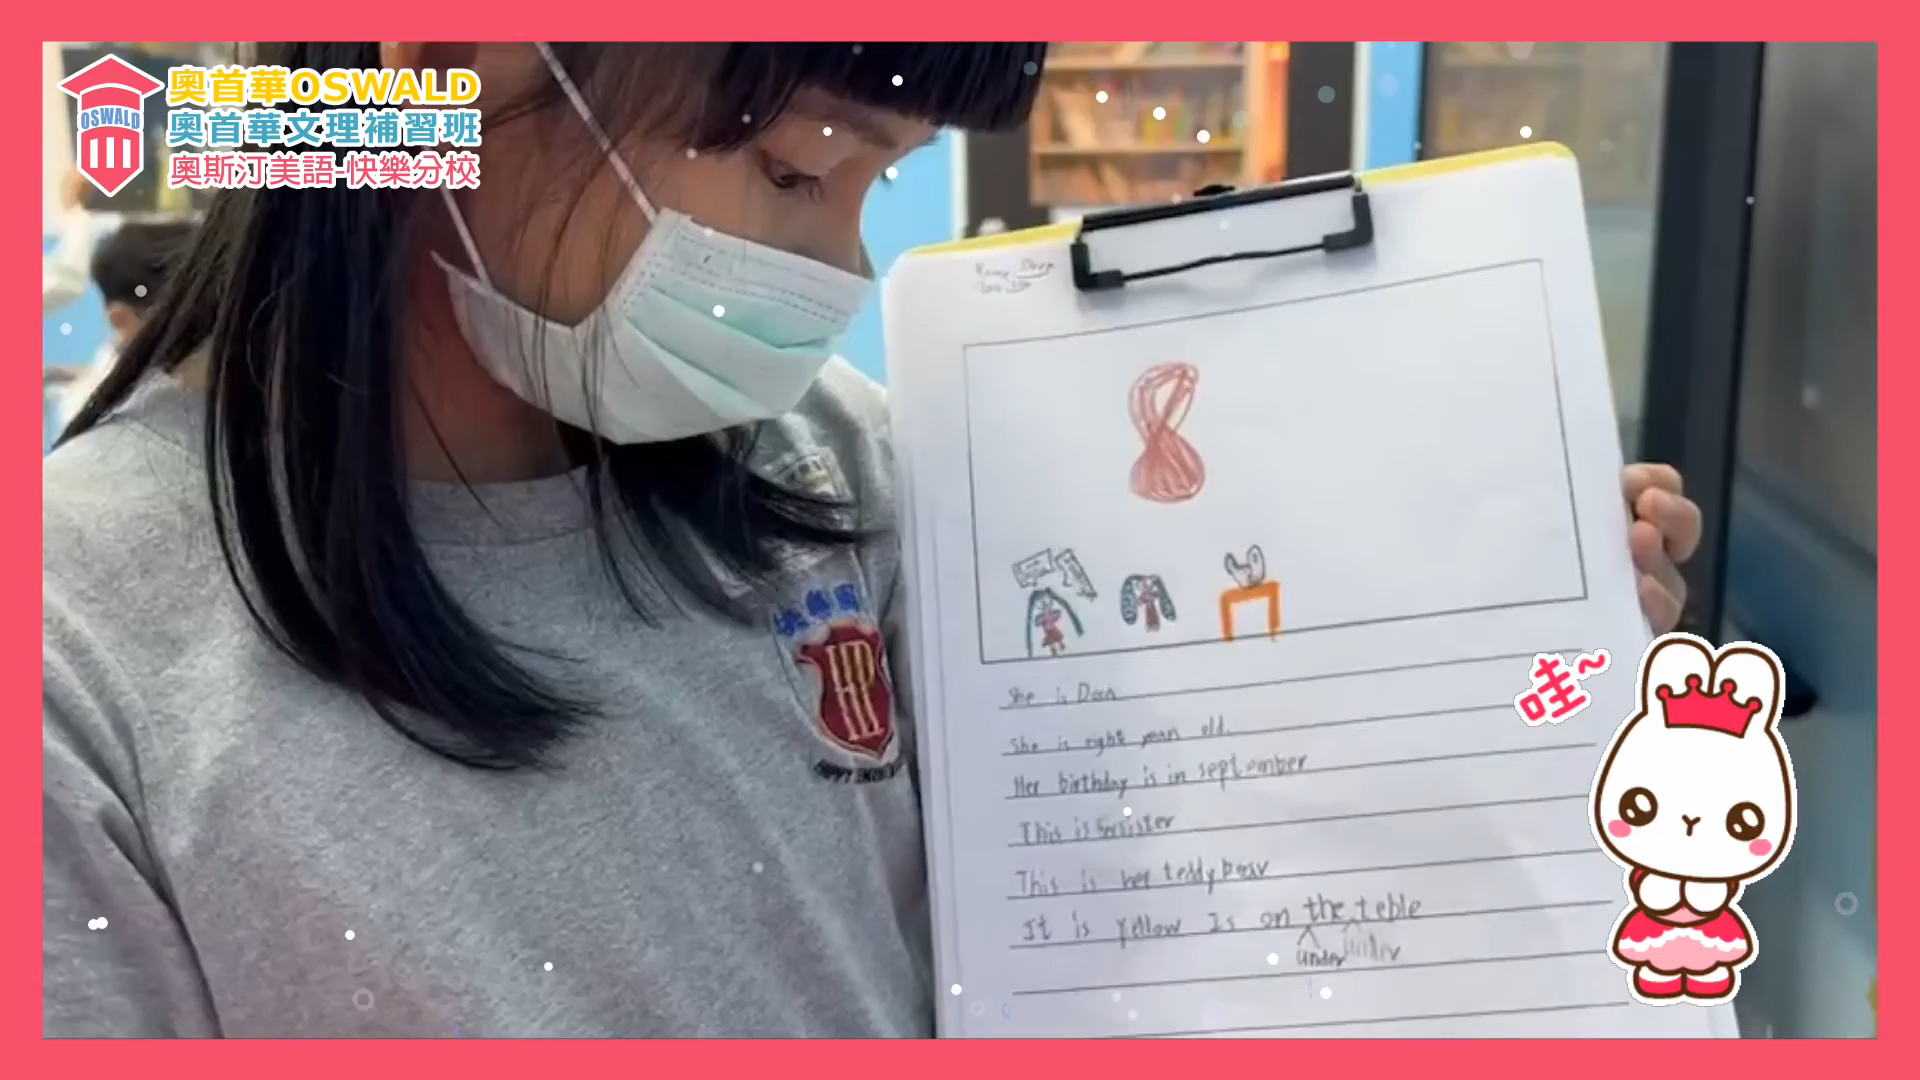 奧首華OSWALD
奧首華文理補習班
奧斯汀美語-快樂分校
OSWALD
8
She is Dora
She is eight years old.
Her birthday is in september
This is her sister
This is her teddy bear
It is yellow Is on the teble
under
哇~